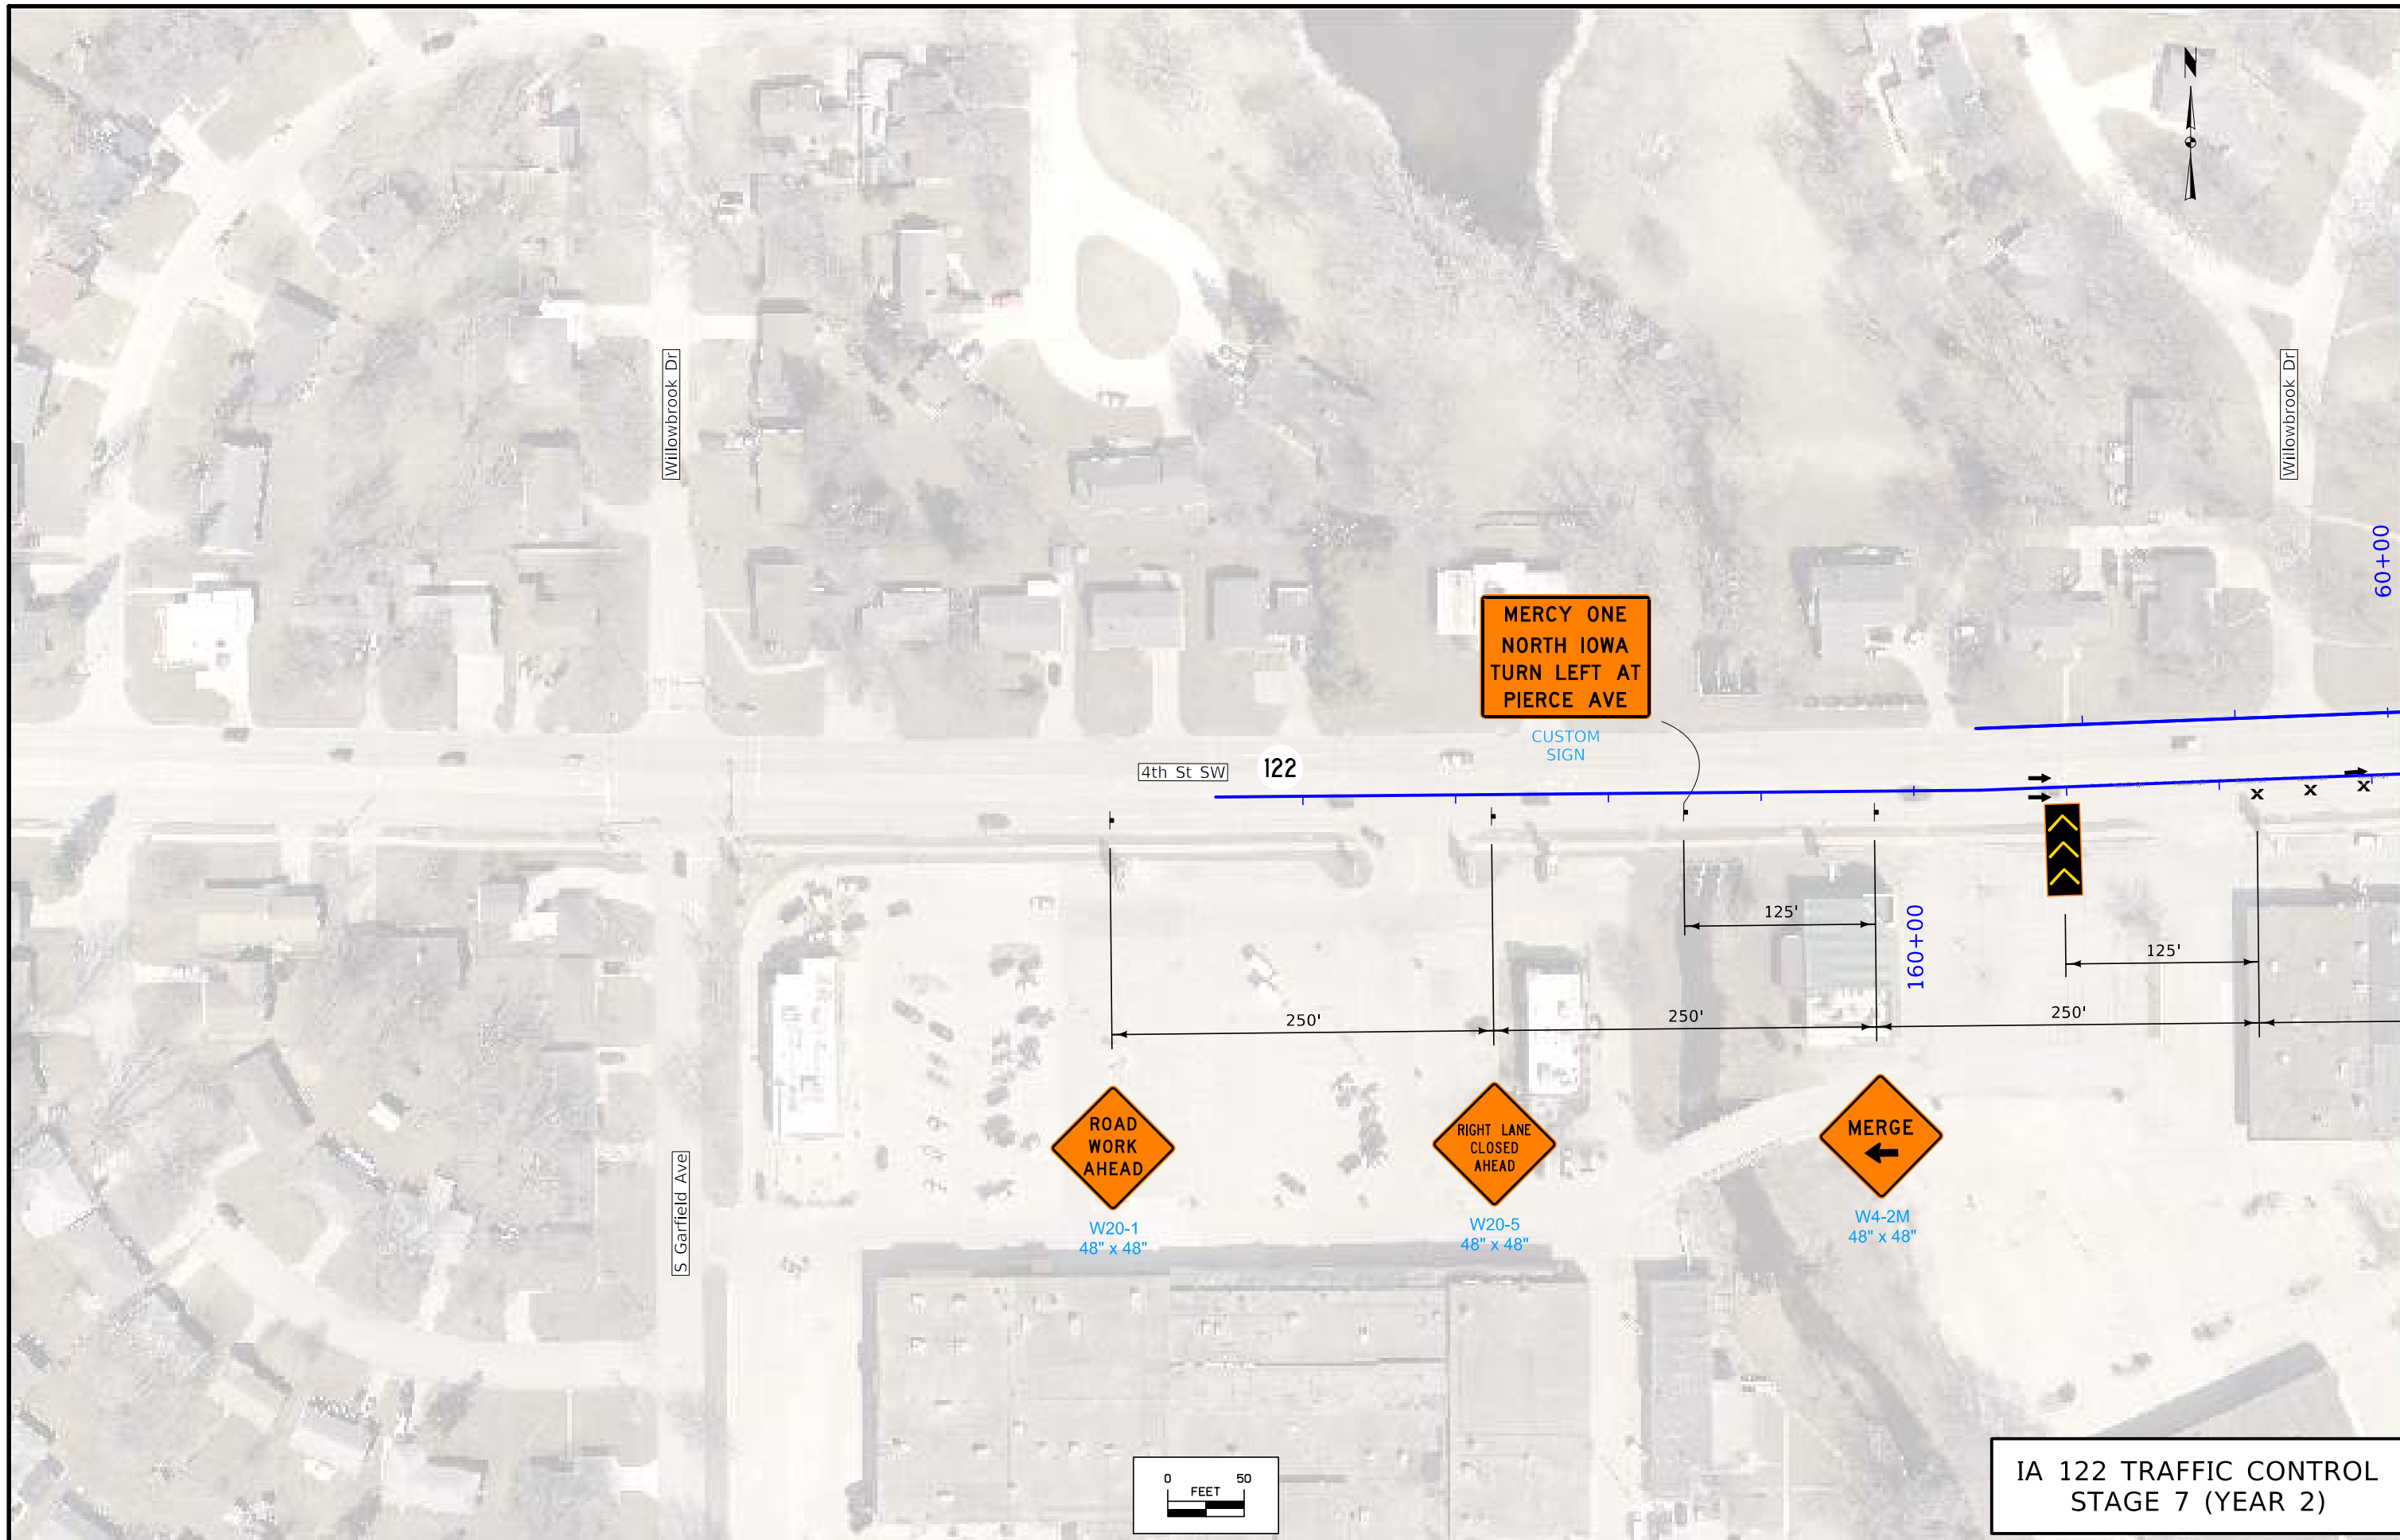 N
Willowbrook Dr
Willowbrook Dr
60+00
MERCY ONE
NORTH IOWA
TURN LEFT AT
PIERCE AVE
CUSTOM
SIGN
4th St SW
122
X X X
125'
160+00
125'
250'
250'
250'
ROAD
WORK
AHEAD
W20-1
48" x 48"
RIGHT LANE
CLOSED
AHEAD
W20-5
48" x 48"
MERGE
W4-2M
48" x 48"
S Garfield Ave
0 50
FEET
IA 122 TRAFFIC CONTROL
STAGE 7 (YEAR 2)